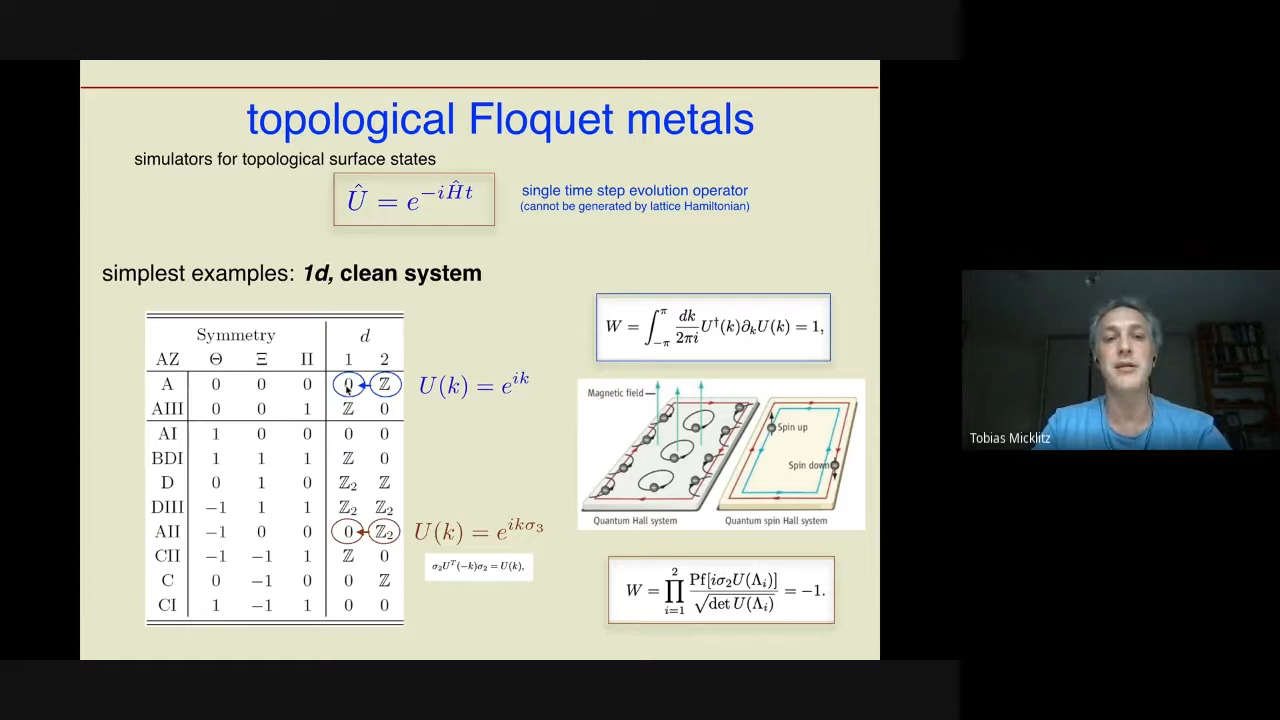 topological Floquet metals
simulators for topological surface states
Û = e^{-iĤt}
single time step evolution operator
(cannot be generated by lattice Hamiltonian)
simplest examples: 1d, clean system
Symmetry d
AZ Θ Ξ Π 1 2
A 0 0 0 0 ℤ
AIII 0 0 1 ℤ 0
AI 1 0 0 0 0
BDI 1 1 1 ℤ 0
D 0 1 0 ℤ₂ ℤ
DIII −1 1 1 ℤ₂ ℤ₂
AII −1 0 0 0 ℤ₂
CII −1 −1 1 ℤ 0
C 0 −1 0 0 ℤ
CI 1 −1 1 0 0
U(k) = e^{ik}
U(k) = e^{ikσ₃}
σ₂U^T(−k)σ₂ = U(k),
W = ∫_{−π}^{π} dk/2πi U†(k)∂ₖU(k) = 1,
Magnetic field
Spin up
Spin down
Quantum Hall system
Quantum spin Hall system
W = ∏_{i=1}^{2} Pf[iσ₂U(Λᵢ)]/√det U(Λᵢ) = −1.
Tobias Micklitz